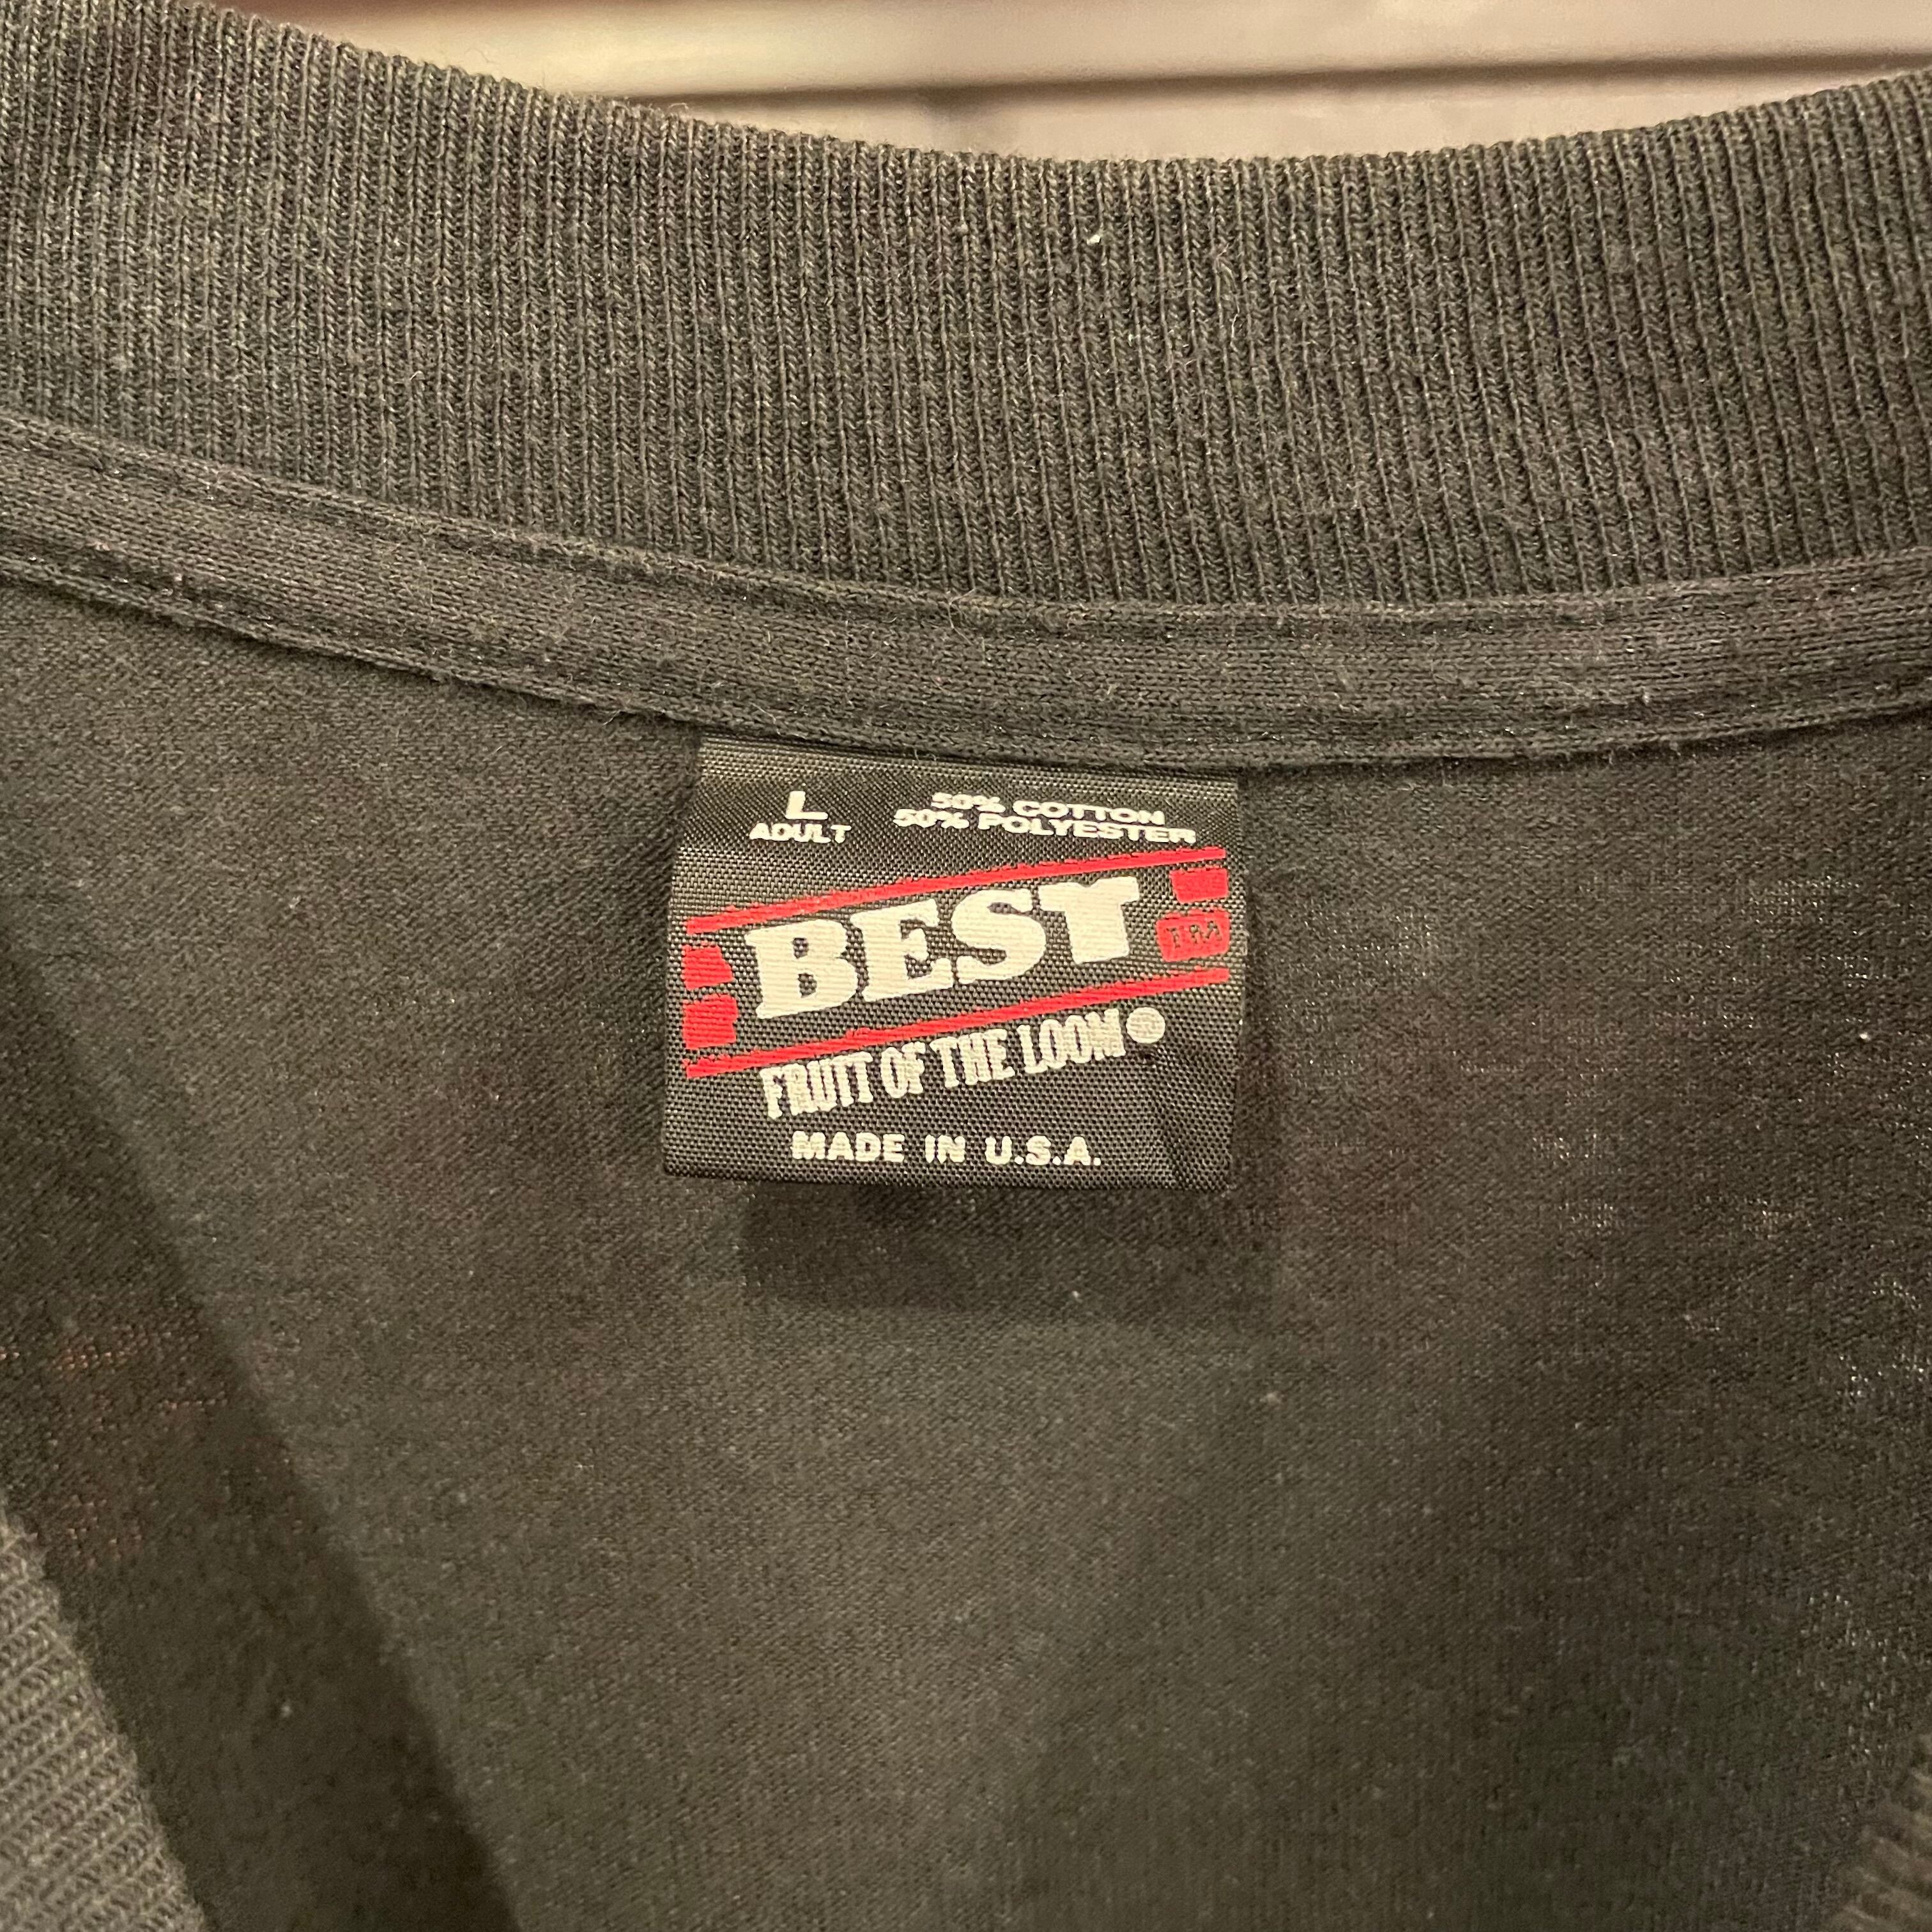 L
ADULT
50% COTTON
50% POLYESTER
BEST
TM
FRUIT OF THE LOOM
MADE IN U.S.A.